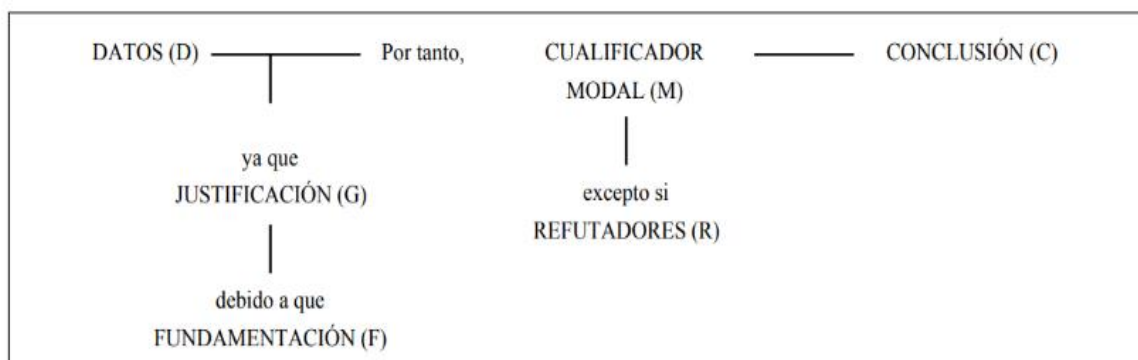 DATOS (D) Por tanto, CUALIFICADOR CONCLUSIÓN (C)
MODAL (M)
ya que
JUSTIFICACIÓN (G)
excepto si
REFUTADORES (R)
debido a que
FUNDAMENTACIÓN (F)